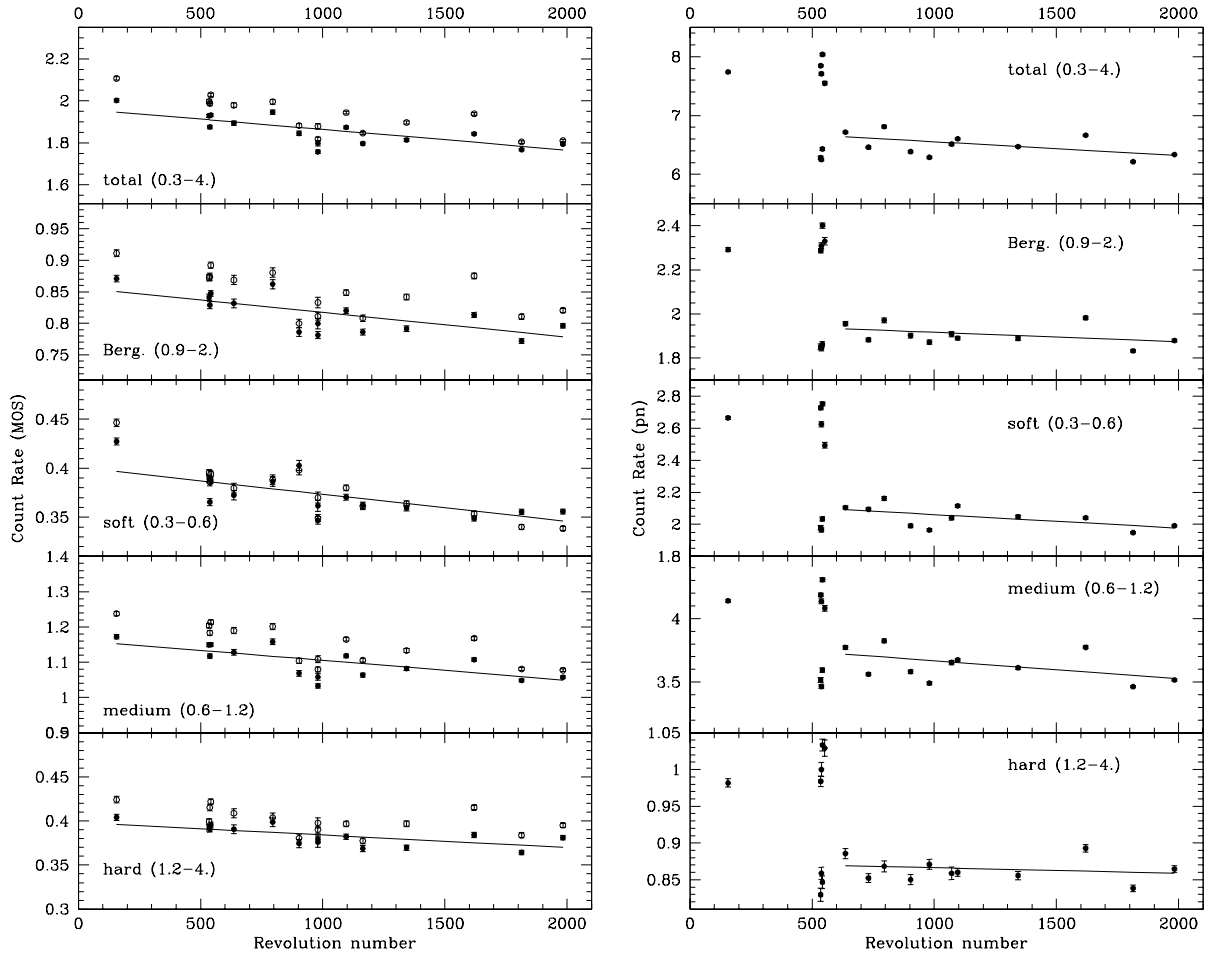 0 500 1000 1500 2000
2.2
2
1.8
1.6
total (0.3−4.)
0.95
0.9
0.85
0.8
0.75
Berg. (0.9−2.)
Count Rate (MOS)
0.45
0.4
0.35
soft (0.3−0.6)
1.4
1.3
1.2
1.1
1
0.9
medium (0.6−1.2)
0.45
0.4
0.35
0.3
hard (1.2−4.)
0 500 1000 1500 2000
Revolution number
0 500 1000 1500 2000
8
7
6
total (0.3−4.)
2.4
2.2
2
1.8
Berg. (0.9−2.)
Count Rate (pn)
2.8
2.6
2.4
2.2
2
1.8
soft (0.3−0.6)
4
3.5
medium (0.6−1.2)
1.05
1
0.95
0.9
0.85
hard (1.2−4.)
0 500 1000 1500 2000
Revolution number